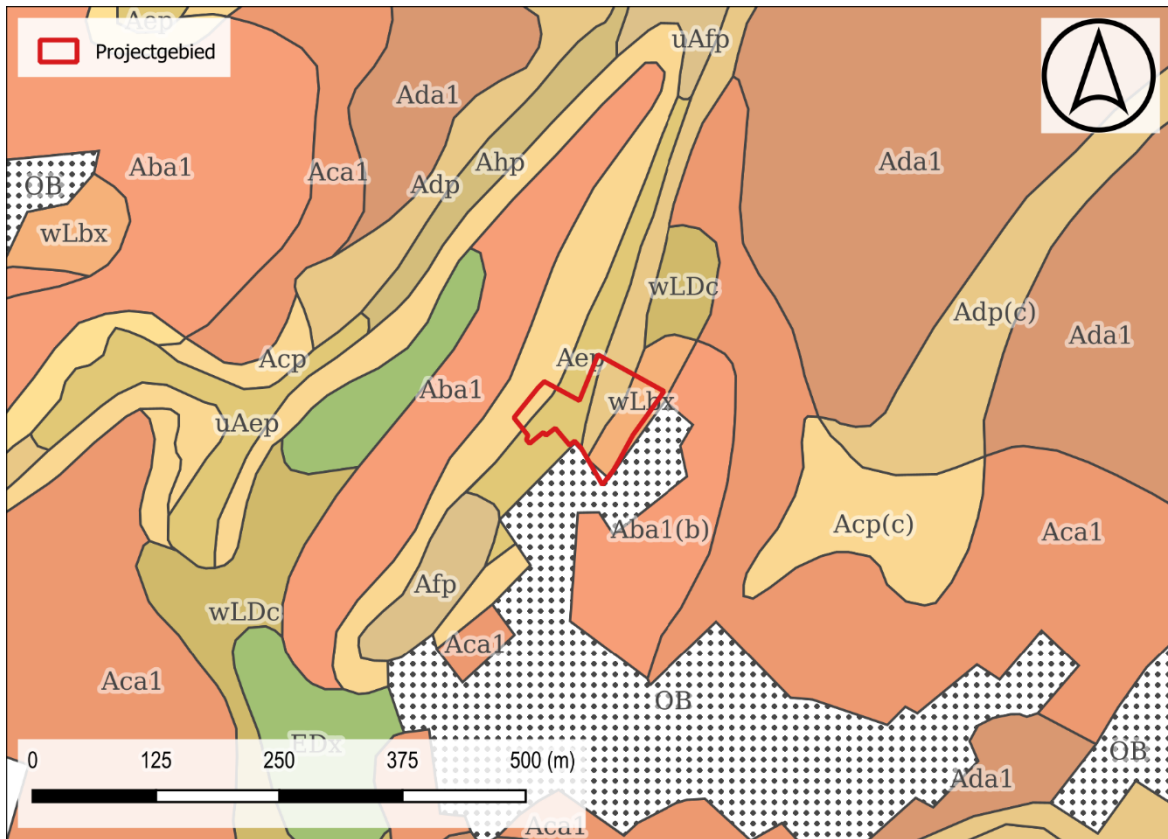 Aep
Projectgebied
uAfp
Ada1
Ahp
Ada1
Aba1
Aca1
Adp
OB
wLbx
wLDc
Adp(c)
Ada1
Acp
Aep
Aba1
wLbx
uAep
Aba1(b)
Acp(c)
Aca1
Afp
wLDc
Aca1
Aca1
OB
EDx
OB
0 125 250 375 500 (m)
Ada1
Aca1